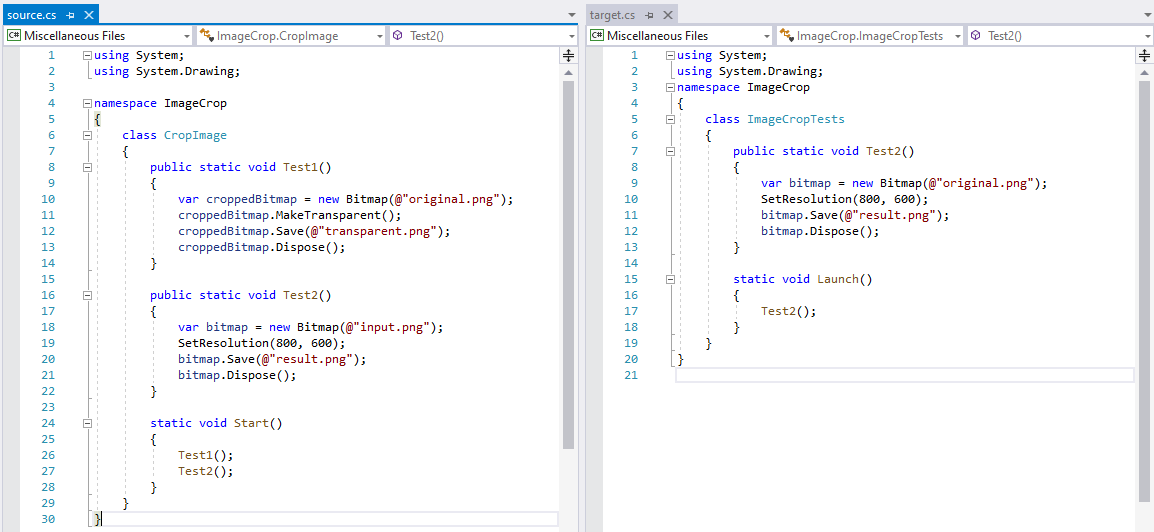 source.cs
C# Miscellaneous Files ImageCrop.CropImage Test2()
1 using System;
2 using System.Drawing;
3
4 namespace ImageCrop
5 {
6 class CropImage
7 {
8 public static void Test1()
9 {
10 var croppedBitmap = new Bitmap(@"original.png");
11 croppedBitmap.MakeTransparent();
12 croppedBitmap.Save(@"transparent.png");
13 croppedBitmap.Dispose();
14 }
15
16 public static void Test2()
17 {
18 var bitmap = new Bitmap(@"input.png");
19 SetResolution(800, 600);
20 bitmap.Save(@"result.png");
21 bitmap.Dispose();
22 }
23
24 static void Start()
25 {
26 Test1();
27 Test2();
28 }
29 }
30 }
target.cs
C# Miscellaneous Files ImageCrop.ImageCropTests Test2()
1 using System;
2 using System.Drawing;
3 namespace ImageCrop
4 {
5 class ImageCropTests
6 {
7 public static void Test2()
8 {
9 var bitmap = new Bitmap(@"original.png");
10 SetResolution(800, 600);
11 bitmap.Save(@"result.png");
12 bitmap.Dispose();
13 }
14
15 static void Launch()
16 {
17 Test2();
18 }
19 }
20 }
21